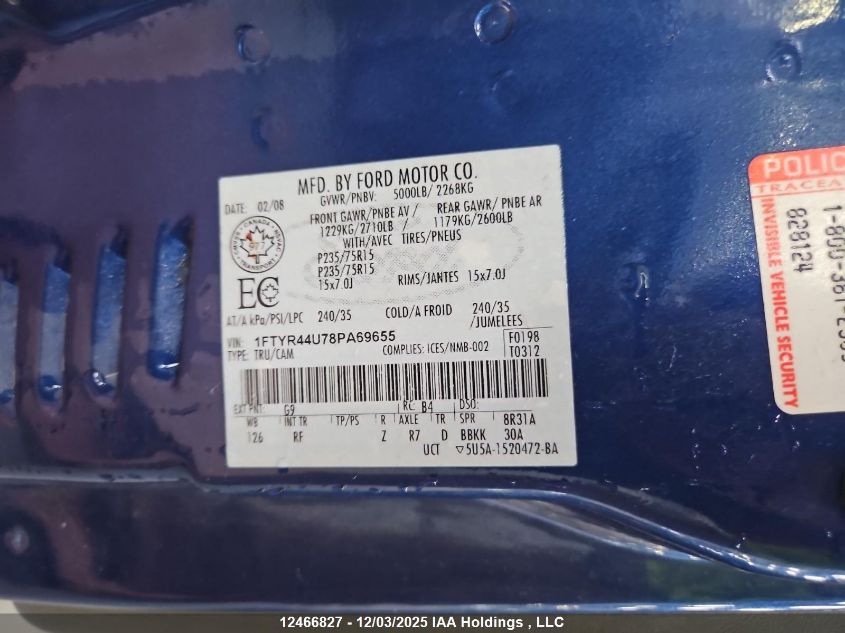 MFD. BY FORD MOTOR CO.
DATE: 02/08
GVWR/PNBV: 5000LB/ 2268KG
FRONT GAWR/PNBE AV / REAR GAWR/ PNBE AR
1229KG/2710LB / 1179KG/2600LB
WITH/AVEC TIRES/PNEUS
P235/75R15
P235/75R15
15x7.0J RIMS/JANTES 15x7.0J
CANADA
TRANSPORT
EC
AT/A kPa/PSI/LPC 240/35 COLD/A FROID 240/35
/JUMELEES
VIN: 1FTYR44U78PA69655
TYPE: TRU/CAM COMPLIES: ICES/NMB-002
F0198
T0312
EXT PNT: G9 RC: B4 DSO:
WB INT TR TP/PS R AXLE TR SPR 8R31A
126 RF Z R7 D BBKK 30A
UCT ▽5U5A-1520472-BA
POLIC
TRACEA
INVISIBLE VEHICLE SECURITY
828124
12466827 - 12/03/2025 IAA Holdings , LLC